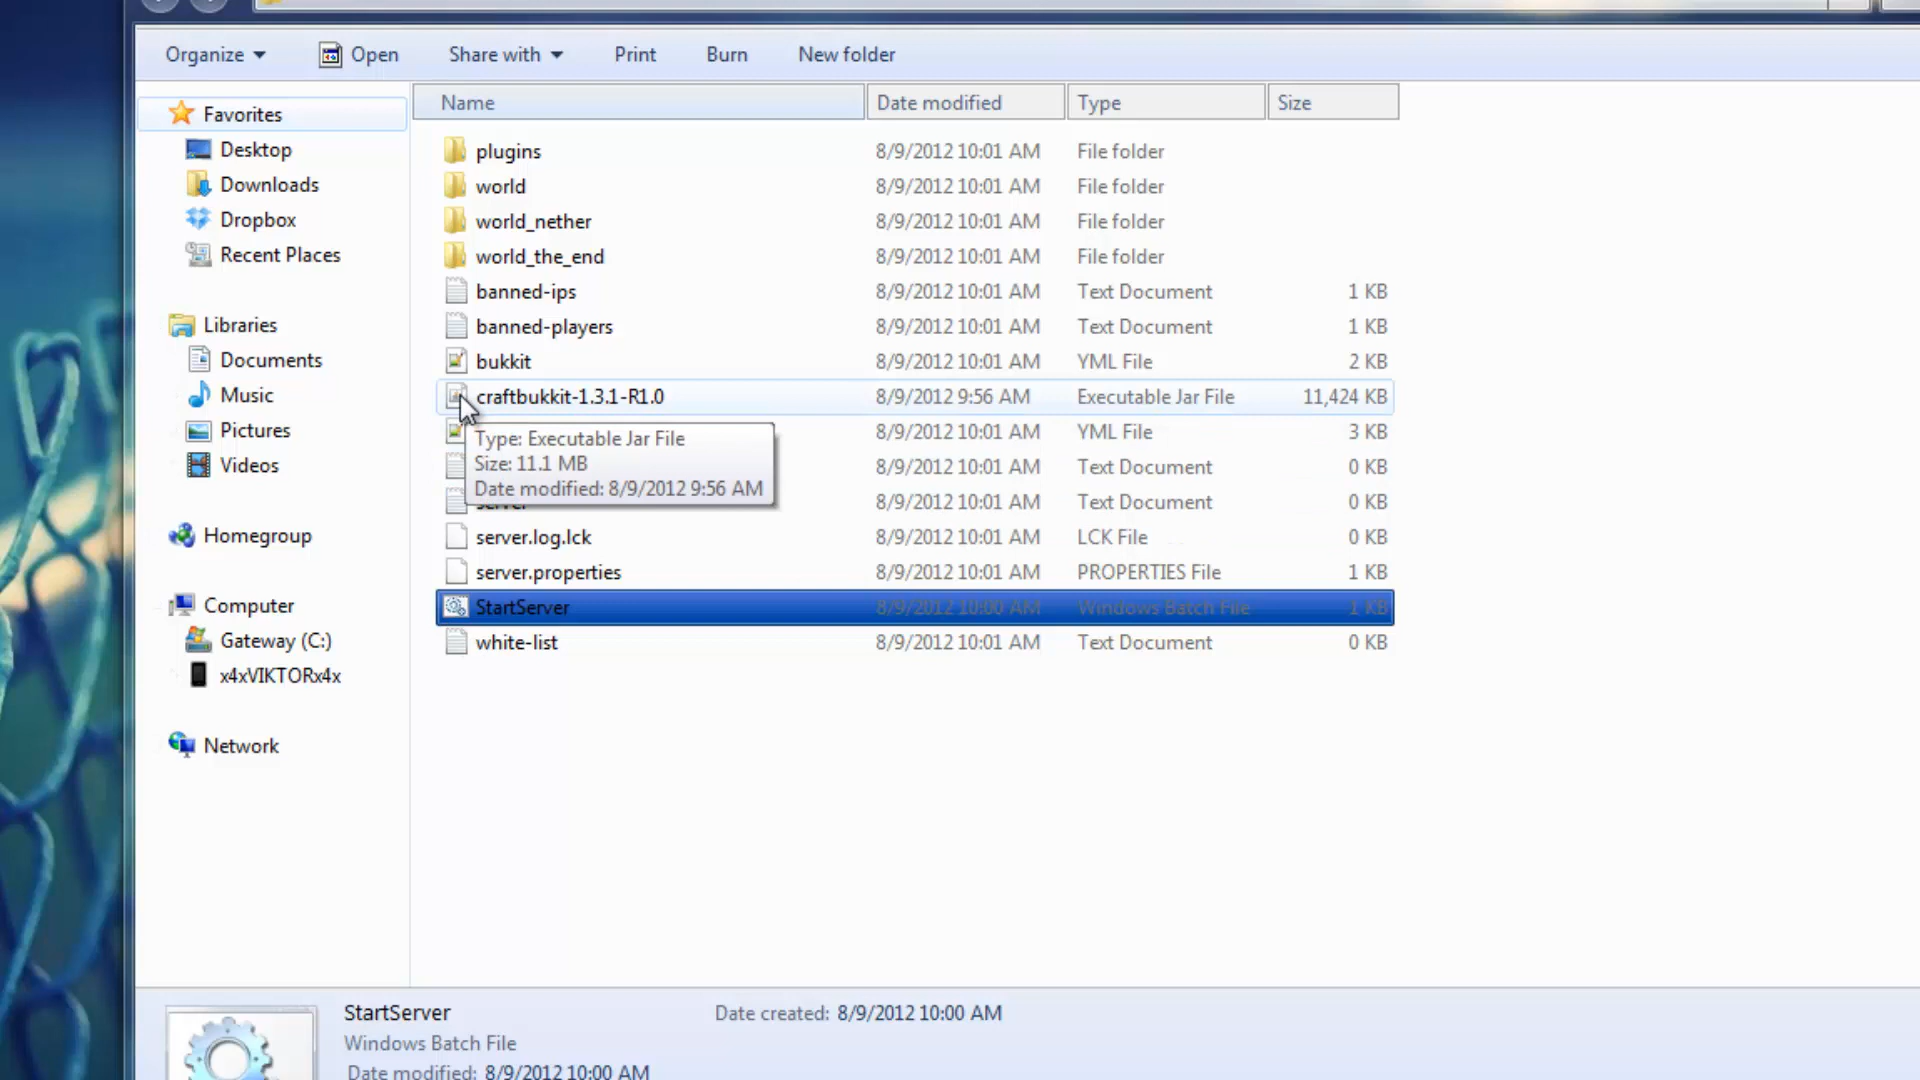 Organize Open Share with Print Burn New folder
Name Date modified Type Size
Favorites
Desktop
Downloads
Dropbox
Recent Places
Libraries
Documents
Music
Pictures
Videos
Homegroup
Computer
Gateway (C:)
x4xVIKTORx4x
Network
plugins 8/9/2012 10:01 AM File folder
world 8/9/2012 10:01 AM File folder
world_nether 8/9/2012 10:01 AM File folder
world_the_end 8/9/2012 10:01 AM File folder
banned-ips 8/9/2012 10:01 AM Text Document 1 KB
banned-players 8/9/2012 10:01 AM Text Document 1 KB
bukkit 8/9/2012 10:01 AM YML File 2 KB
craftbukkit-1.3.1-R1.0 8/9/2012 9:56 AM Executable Jar File 11,424 KB
8/9/2012 10:01 AM YML File 3 KB
8/9/2012 10:01 AM Text Document 0 KB
server 8/9/2012 10:01 AM Text Document 0 KB
Type: Executable Jar File
Size: 11.1 MB
Date modified: 8/9/2012 9:56 AM
server.log.lck 8/9/2012 10:01 AM LCK File 0 KB
server.properties 8/9/2012 10:01 AM PROPERTIES File 1 KB
StartServer 8/9/2012 10:00 AM Windows Batch File 1 KB
white-list 8/9/2012 10:01 AM Text Document 0 KB
StartServer Date created: 8/9/2012 10:00 AM
Windows Batch File
Date modified: 8/9/2012 10:00 AM